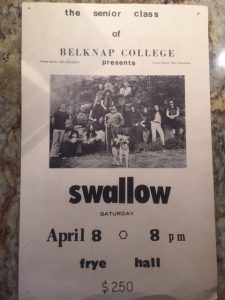 the senior class
of
BELKNAP COLLEGE
presents
swallow
SATURDAY
April 8 8 pm
frye hall
$2.50